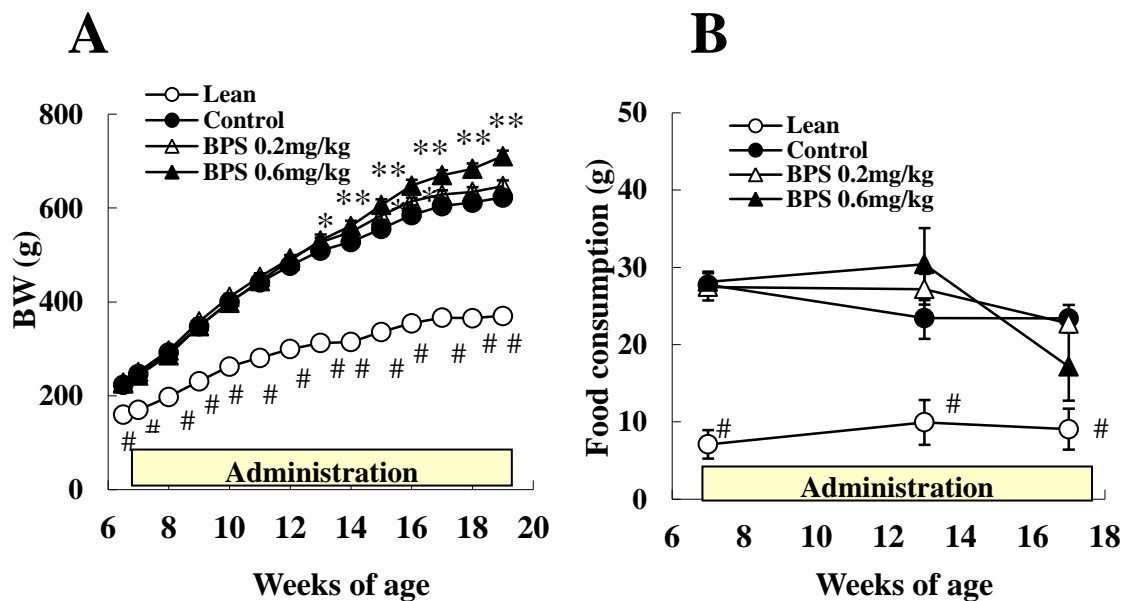 A
Lean
Control
BPS 0.2mg/kg
BPS 0.6mg/kg
800
600
400
200
0
BW (g)
*
**
**
**
**
**
**
*
*
# # # # # # # # # # # # # #
Administration
6 8 10 12 14 16 18 20
Weeks of age
B
Lean
Control
BPS 0.2mg/kg
BPS 0.6mg/kg
50
40
30
20
10
0
Food consumption (g)
# # #
Administration
6 8 10 12 14 16 18
Weeks of age